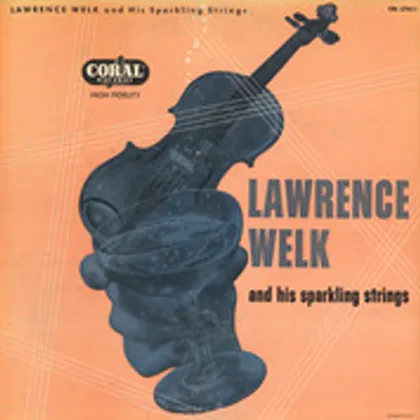 LAWRENCE WELK and His Sparkling Strings
CORAL
HIGH FIDELITY
LAWRENCE
WELK
and his sparkling strings